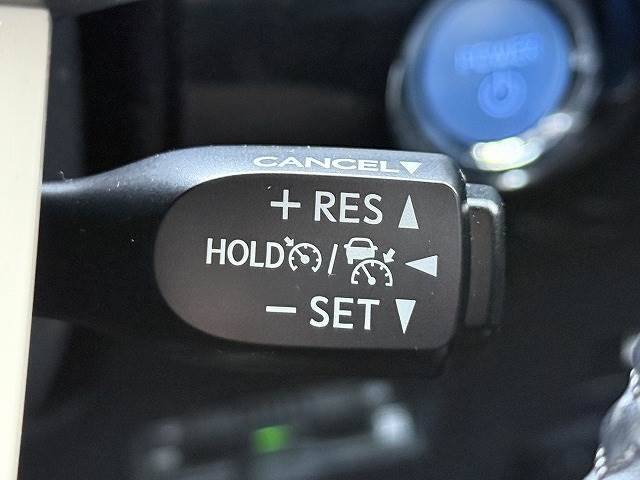 CANCEL▼
+ RES ▲
HOLD / ◀
− SET ▼
POWER